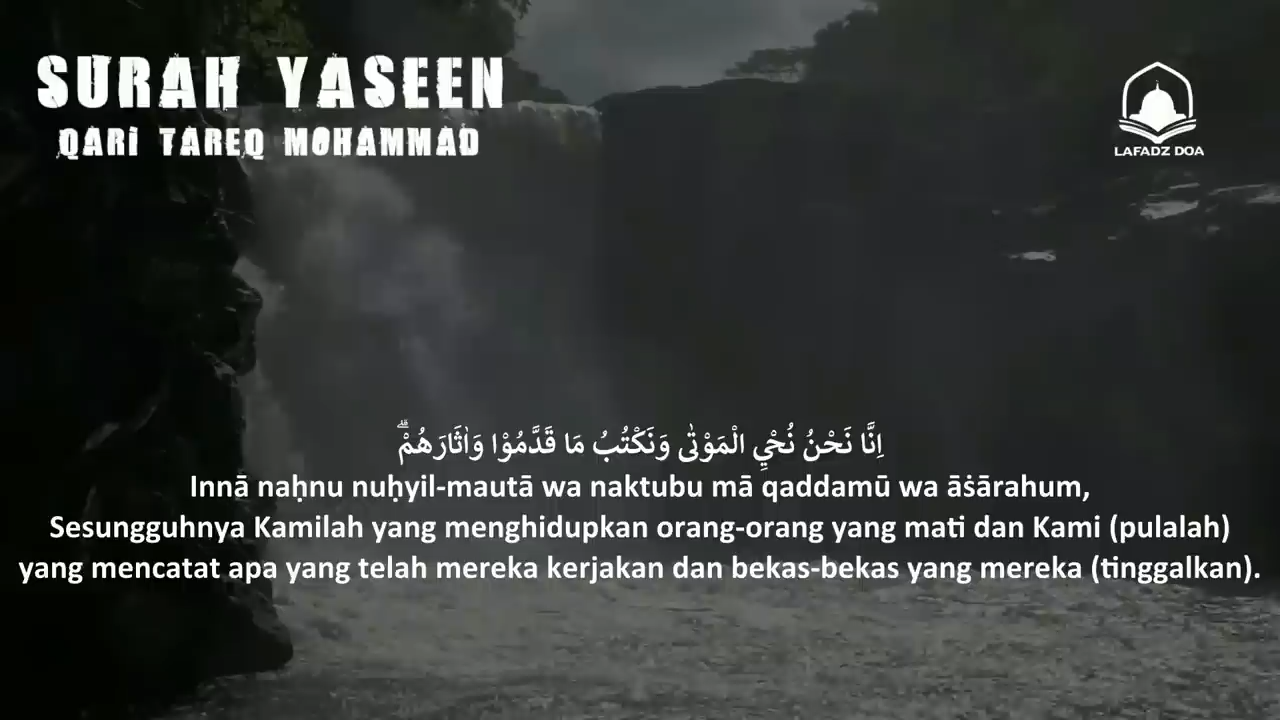 SURAH YASEEN
QARI TAREQ MOHAMMAD
LAFADZ DOA
اِنَّا نَحْنُ نُحْيِ الْمَوْتٰى وَنَكْتُبُ مَا قَدَّمُوْا وَاٰثَارَهُمْۗ
Innā naḥnu nuḥyil-mautā wa naktubu mā qaddamū wa āṡārahum,
Sesungguhnya Kamilah yang menghidupkan orang-orang yang mati dan Kami (pulalah)
yang mencatat apa yang telah mereka kerjakan dan bekas-bekas yang mereka (tinggalkan).